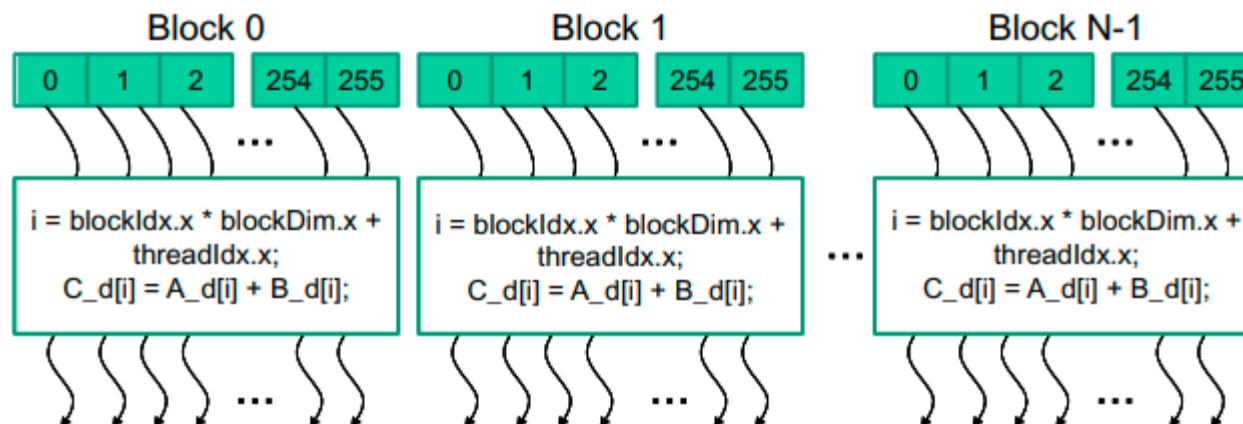 Block 0
0 1 2 254 255
...
i = blockIdx.x * blockDim.x +
threadIdx.x;
C_d[i] = A_d[i] + B_d[i];
...
Block 1
0 1 2 254 255
...
i = blockIdx.x * blockDim.x +
threadIdx.x;
C_d[i] = A_d[i] + B_d[i];
...
...
Block N-1
0 1 2 254 255
...
i = blockIdx.x * blockDim.x +
threadIdx.x;
C_d[i] = A_d[i] + B_d[i];
...